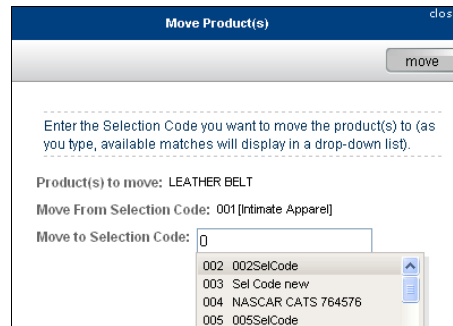 Move Product(s)
clos
move
Enter the Selection Code you want to move the product(s) to (as
you type, available matches will display in a drop-down list).
Product(s) to move: LEATHER BELT
Move From Selection Code: 001[Intimate Apparel]
Move to Selection Code: 0
002 002SelCode
003 Sel Code new
004 NASCAR CATS 764576
005 005SelCode